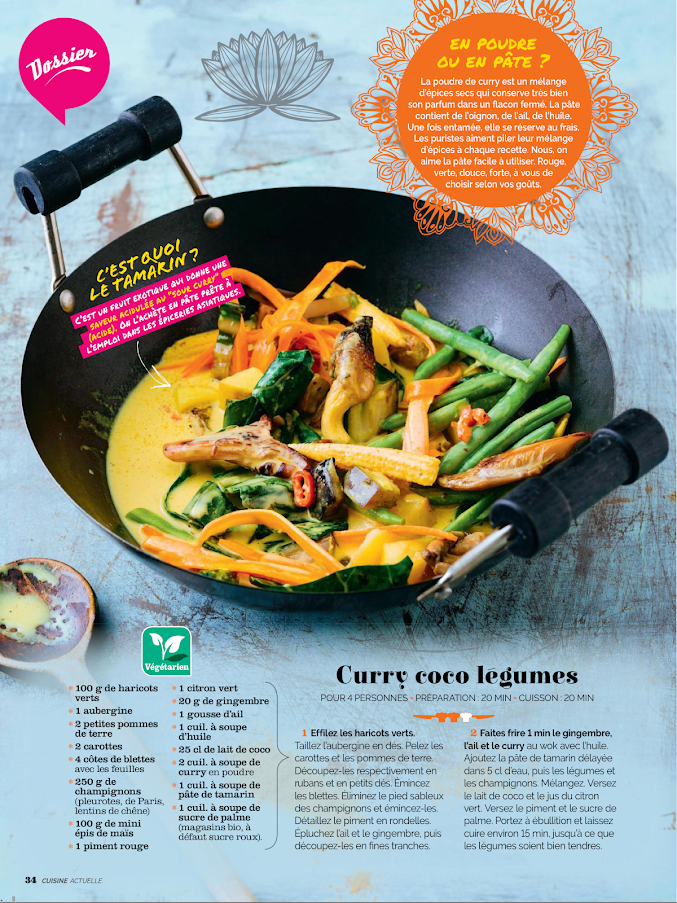 Dossier
EN POUDRE
OU EN PÂTE ?
La poudre de curry est un mélange
d'épices secs qui conserve très bien
son parfum dans un flacon fermé. La pâte
contient de l'oignon, de l'ail, de l'huile.
Une fois entamée, elle se réserve au frais.
Les puristes aiment piler leur mélange
d'épices à chaque recette. Nous, on
aime la pâte facile à utiliser. Rouge,
verte, douce, forte, à vous de
choisir selon vos goûts.
C'EST QUOI
LE TAMARIN ?
C'EST UN FRUIT EXOTIQUE QUI DONNE UNE
SAVEUR ACIDULÉE AU "SOUR CURRY"
(ACIDE). ON L'ACHÈTE EN PÂTE PRÊTE À
L'EMPLOI DANS LES ÉPICERIES ASIATIQUES.
Végétarien
100 g de haricots
verts
1 aubergine
2 petites pommes
de terre
2 carottes
4 côtes de blettes
avec les feuilles
250 g de
champignons
(pleurotes, de Paris,
lentins de chêne)
100 g de mini
épis de maïs
1 piment rouge
1 citron vert
20 g de gingembre
1 gousse d'ail
1 cuil. à soupe
d'huile
25 cl de lait de coco
2 cuil. à soupe de
curry en poudre
1 cuil. à soupe de
pâte de tamarin
1 cuil. à soupe de
sucre de palme
(magasins bio, à
défaut sucre roux).
Curry coco légumes
POUR 4 PERSONNES • PRÉPARATION : 20 MIN • CUISSON : 20 MIN
1 Effilez les haricots verts.
Taillez l'aubergine en dés. Pelez les
carottes et les pommes de terre.
Découpez-les respectivement en
rubans et en petits dés. Émincez
les blettes. Éliminez le pied sableux
des champignons et émincez-les.
Détaillez le piment en rondelles.
Épluchez l'ail et le gingembre, puis
découpez-les en fines tranches.
2 Faites frire 1 min le gingembre,
l'ail et le curry au wok avec l'huile.
Ajoutez la pâte de tamarin délayée
dans 5 cl d'eau, puis les légumes et
les champignons. Mélangez. Versez
le lait de coco et le jus du citron
vert. Versez le piment et le sucre de
palme. Portez à ébullition et laissez
cuire environ 15 min, jusqu'à ce que
les légumes soient bien tendres.
34 CUISINE ACTUELLE